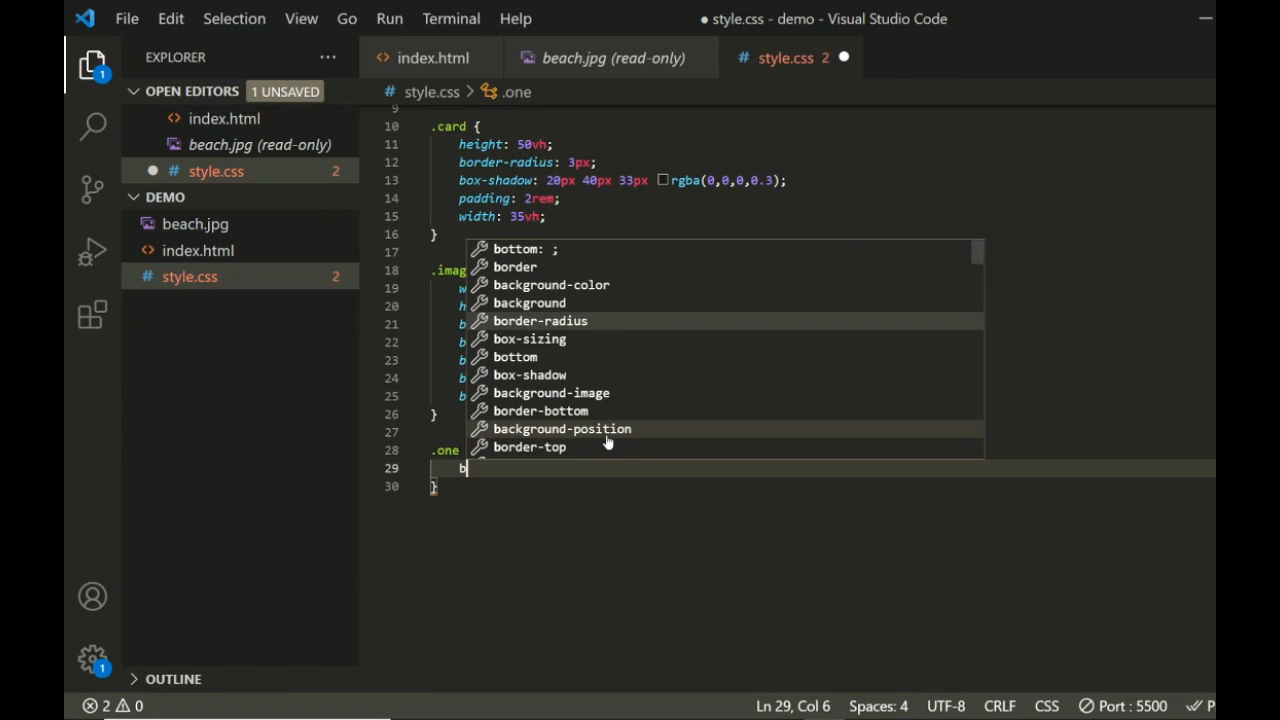 File Edit Selection View Go Run Terminal Help ● style.css - demo - Visual Studio Code
EXPLORER ···
index.html beach.jpg (read-only) # style.css 2
OPEN EDITORS 1 UNSAVED
index.html
beach.jpg (read-only)
# style.css 2
DEMO
beach.jpg
index.html
# style.css 2
OUTLINE
# style.css > .one
9
10 .card {
11 height: 50vh;
12 border-radius: 3px;
13 box-shadow: 20px 40px 33px rgba(0,0,0,0.3);
14 padding: 2rem;
15 width: 35vh;
16 }
17
18 .imag
19 w
20 h
21 b
22 b
23 b
24 b
25 b
26 }
27
28 .one
29 b
30 }
bottom: ;
border
background-color
background
border-radius
box-sizing
bottom
box-shadow
background-image
border-bottom
background-position
border-top
1
1
2 0 Ln 29, Col 6 Spaces: 4 UTF-8 CRLF CSS Port : 5500 P